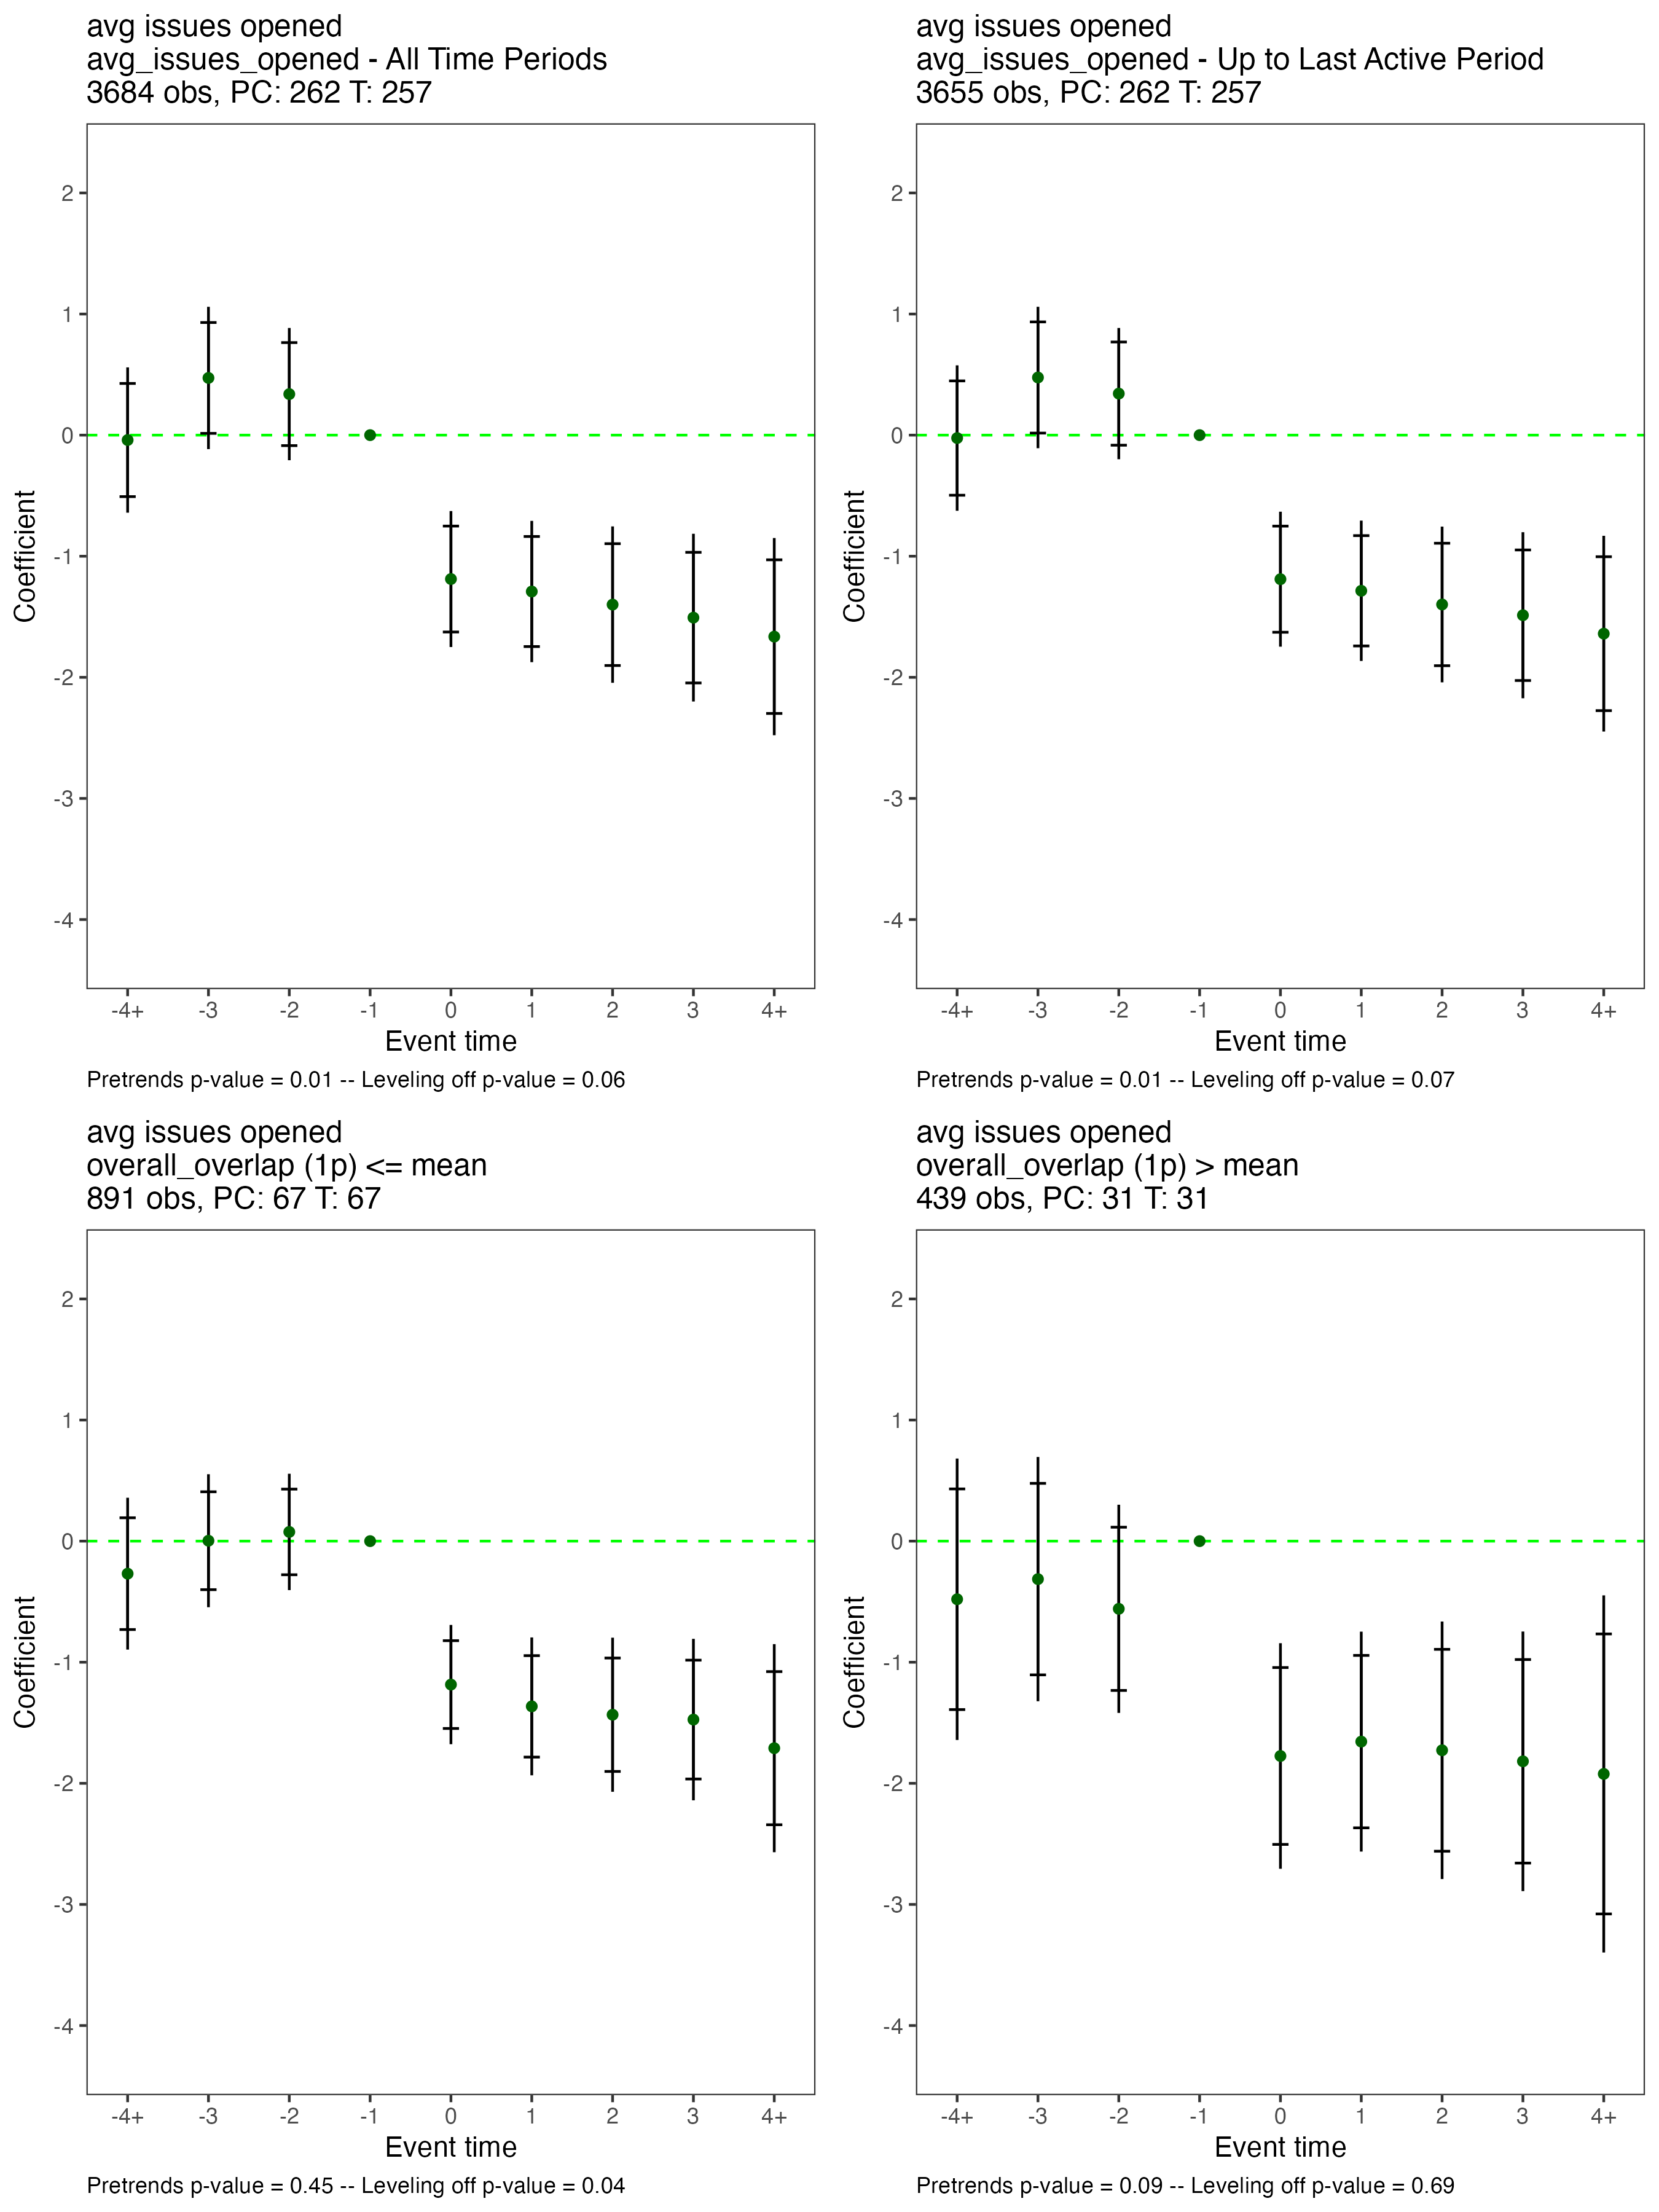 avg issues opened
avg_issues_opened - All Time Periods
3684 obs, PC: 262 T: 257
2
1
0
-1
-2
-3
-4
Coefficient
-4+ -3 -2 -1 0 1 2 3 4+
Event time
Pretrends p-value = 0.01 -- Leveling off p-value = 0.06
avg issues opened
avg_issues_opened - Up to Last Active Period
3655 obs, PC: 262 T: 257
2
1
0
-1
-2
-3
-4
Coefficient
-4+ -3 -2 -1 0 1 2 3 4+
Event time
Pretrends p-value = 0.01 -- Leveling off p-value = 0.07
avg issues opened
overall_overlap (1p) <= mean
891 obs, PC: 67 T: 67
2
1
0
-1
-2
-3
-4
Coefficient
-4+ -3 -2 -1 0 1 2 3 4+
Event time
Pretrends p-value = 0.45 -- Leveling off p-value = 0.04
avg issues opened
overall_overlap (1p) > mean
439 obs, PC: 31 T: 31
2
1
0
-1
-2
-3
-4
Coefficient
-4+ -3 -2 -1 0 1 2 3 4+
Event time
Pretrends p-value = 0.09 -- Leveling off p-value = 0.69